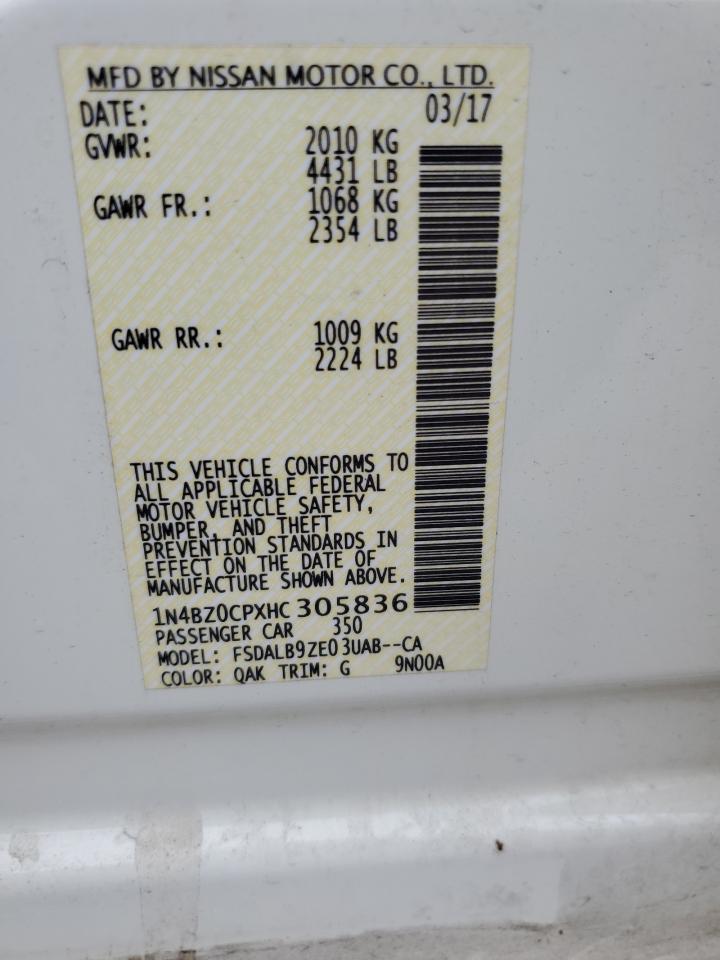 MFD BY NISSAN MOTOR CO., LTD.
DATE: 03/17
GVWR: 2010 KG
4431 LB
GAWR FR.: 1068 KG
2354 LB
GAWR RR.: 1009 KG
2224 LB
THIS VEHICLE CONFORMS TO
ALL APPLICABLE FEDERAL
MOTOR VEHICLE SAFETY,
BUMPER, AND THEFT
PREVENTION STANDARDS IN
EFFECT ON THE DATE OF
MANUFACTURE SHOWN ABOVE.
1N4BZ0CPXHC305836
PASSENGER CAR 350
MODEL: FSDALB9ZE03UAB--CA
COLOR: QAK TRIM: G 9N00A